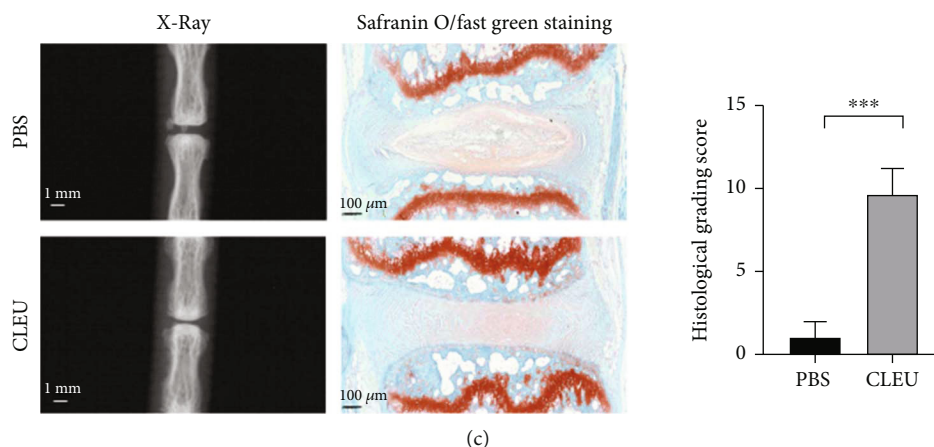 X-Ray
Safranin O/fast green staining
PBS
1 mm
100 μm
CLEU
1 mm
100 μm
Histological grading score
15
10
5
0
***
PBS
CLEU
(c)